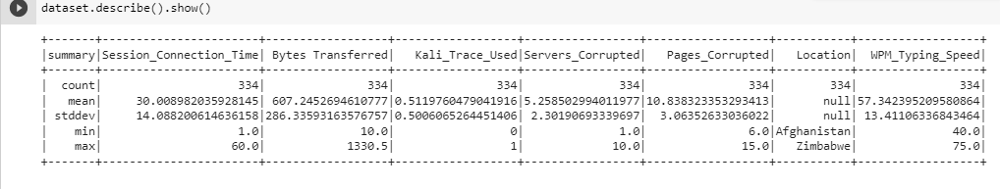 dataset.describe().show()
+-------+-----------------------+------------------+------------------+-----------------+------------------+-----------+------------------+
|summary|Session_Connection_Time| Bytes Transferred|   Kali_Trace_Used|Servers_Corrupted|   Pages_Corrupted|   Location|  WPM_Typing_Speed|
+-------+-----------------------+------------------+------------------+-----------------+------------------+-----------+------------------+
|  count|                    334|               334|               334|              334|               334|        334|               334|
|   mean|     30.008982035928145| 607.2452694610777|0.5119760479041916|5.258502994011977|10.838323353293413|       null|57.342395209580864|
| stddev|     14.088200614636158|286.33593163576757|0.5006065264451406| 2.30190693339697|  3.06352633036022|       null| 13.41106336843464|
|    min|                    1.0|              10.0|                 0|              1.0|               6.0|Afghanistan|              40.0|
|    max|                   60.0|            1330.5|                 1|             10.0|              15.0|   Zimbabwe|              75.0|
+-------+-----------------------+------------------+------------------+-----------------+------------------+-----------+------------------+